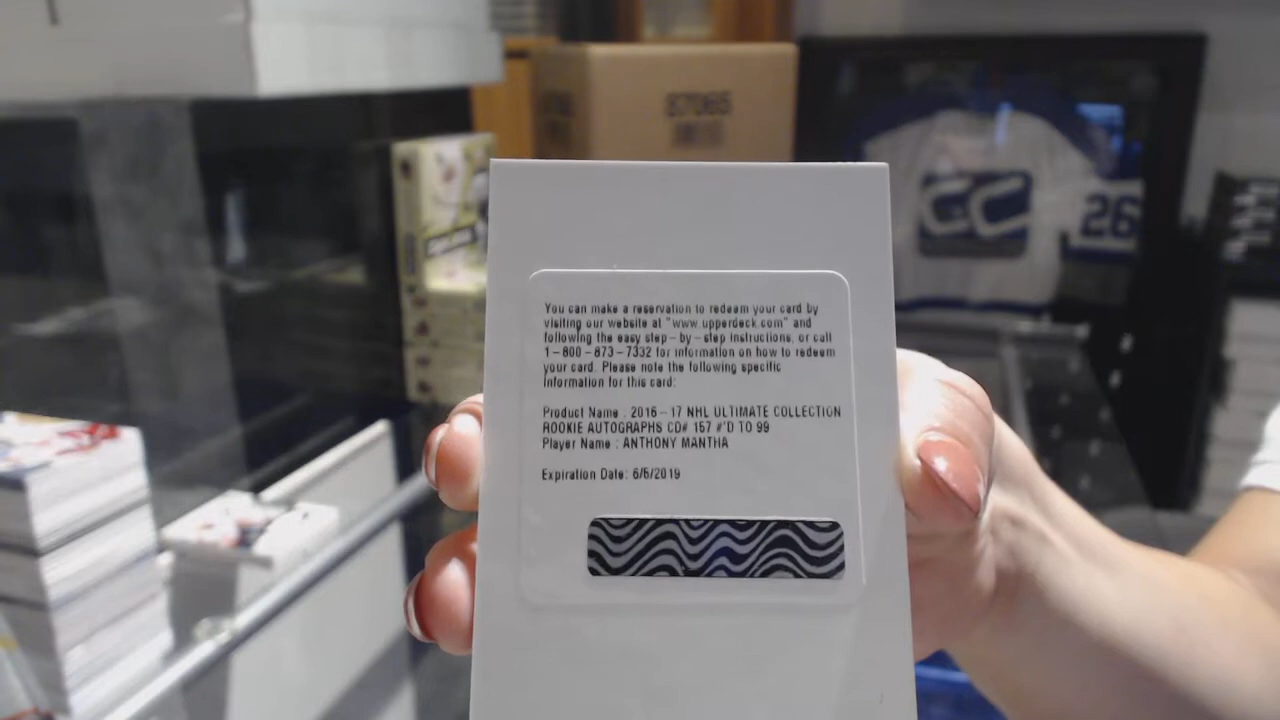 67065
CC
26
You can make a reservation to redeem your card by
visiting our website at "www.upperdeck.com" and
following the easy step-by-step instructions, or call
1-800-873-7332 for information on how to redeem
your card. Please note the following specific
information for this card:
Product Name : 2016-17 NHL ULTIMATE COLLECTION
ROOKIE AUTOGRAPHS CD# 157 #'D TO 99
Player Name : ANTHONY MANTHA
Expiration Date: 6/5/2019